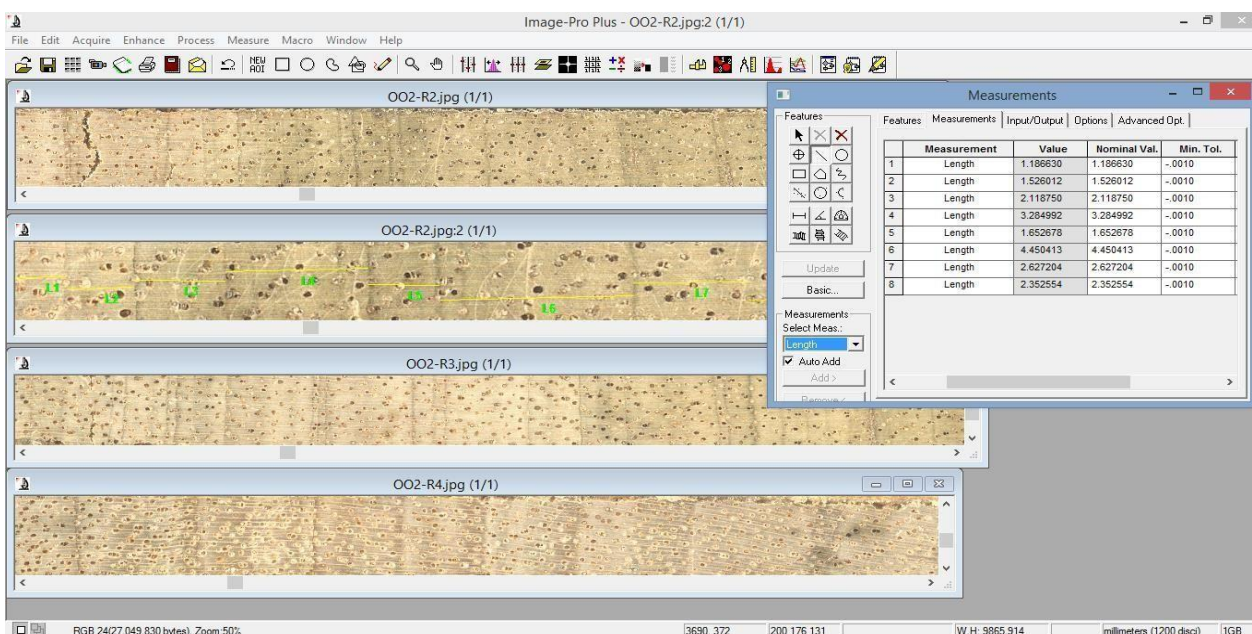 Image-Pro Plus - OO2-R2.jpg:2 (1/1)
File Edit Acquire Enhance Process Measure Macro Window Help
NEW AOI
OO2-R2.jpg (1/1)
OO2-R2.jpg:2 (1/1)
L1 L2 L3 L4 L5 L6 L7
OO2-R3.jpg (1/1)
OO2-R4.jpg (1/1)
Measurements
Features
Update
Basic...
Measurements
Select Meas.:
Length
Auto Add
Add >
Remove <
Features Measurements Input/Output Options Advanced Opt.
Measurement Value Nominal Val. Min. Tol.
1 Length 1.186630 1.186630 -.0010
2 Length 1.526012 1.526012 -.0010
3 Length 2.118750 2.118750 -.0010
4 Length 3.284992 3.284992 -.0010
5 Length 1.652678 1.652678 -.0010
6 Length 4.450413 4.450413 -.0010
7 Length 2.627204 2.627204 -.0010
8 Length 2.352554 2.352554 -.0010
RGB 24(27,049,830 bytes) Zoom:50% 3690, 372 200.176.131 W H: 9865,914 millimeters (1200 disci) 1GB